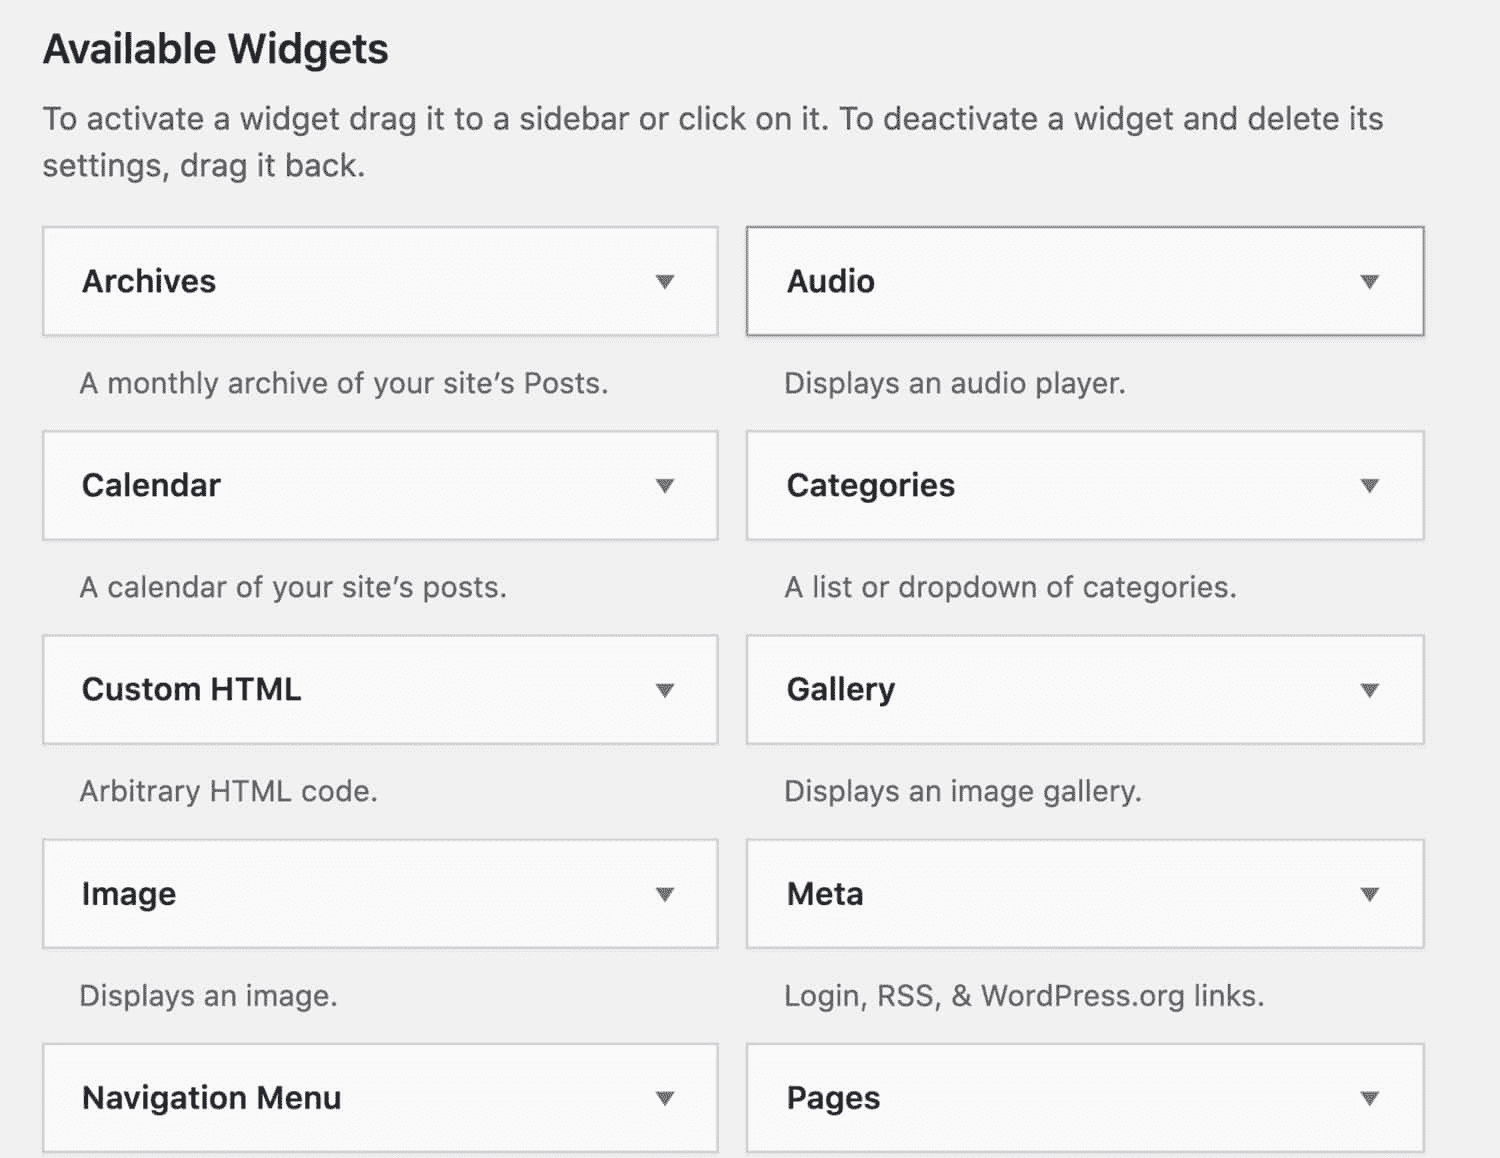 Available Widgets
To activate a widget drag it to a sidebar or click on it. To deactivate a widget and delete its
settings, drag it back.
Archives
Audio
A monthly archive of your site’s Posts.
Displays an audio player.
Calendar
Categories
A calendar of your site’s posts.
A list or dropdown of categories.
Custom HTML
Gallery
Arbitrary HTML code.
Displays an image gallery.
Image
Meta
Displays an image.
Login, RSS, & WordPress.org links.
Navigation Menu
Pages